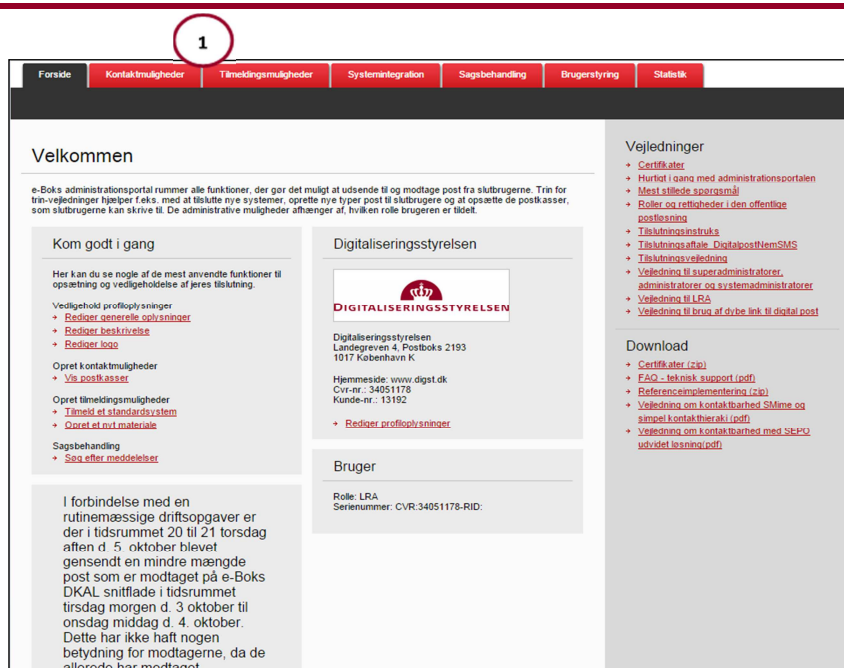 1
Forside Kontaktmuligheder Tilmeldingsmuligheder Systemintegration Sagsbehandling Brugerstyring Statistik
Velkommen
e-Boks administrationsportal rummer alle funktioner, der gør det muligt at udsende til og modtage post fra slutbrugerne. Trin for
trin-vejledninger hjælper f.eks. med at tilslutte nye systemer, oprette nye typer post til slutbrugere og at opsætte de postkasser,
som slutbrugerne kan skrive til. De administrative muligheder afhænger af, hvilken rolle brugeren er tildelt.
Kom godt i gang
Her kan du se nogle af de mest anvendte funktioner til
opsætning og vedligeholdelse af jeres tilslutning.
Vedligehold profiloplysninger
Rediger generelle oplysninger
Rediger beskrivelse
Rediger logo
Opret kontaktmuligheder
Vis postkasser
Opret tilmeldingsmuligheder
Tilmeld et standardsystem
Opret et nyt materiale
Sagsbehandling
Søg efter meddelelser
I forbindelse med en
rutinemæssige driftsopgaver er
der i tidsrummet 20 til 21 torsdag
aften d. 5. oktober blevet
gensendt en mindre mængde
post som er modtaget på e-Boks
DKAL snitflade i tidsrummet
tirsdag morgen d. 3 oktober til
onsdag middag d. 4. oktober.
Dette har ikke haft nogen
betydning for modtagerne, da de
allerede har modtaget
Digitaliseringsstyrelsen
DIGITALISERINGSSTYRELSEN
Digitaliseringsstyrelsen
Landegreven 4, Postboks 2193
1017 København K
Hjemmeside: www.digst.dk
Cvr-nr.: 34051178
Kunde-nr.: 13192
Rediger profloplysninger
Bruger
Rolle: LRA
Serienummer: CVR:34051178-RID:
Vejledninger
Certifikater
Hurtigt i gang med administrationsportalen
Mest stillede spørgsmål
Roller og rettigheder i den offentlige
postløsning
Tilslutningsinstruks
Tilslutningsaftale_DigitalpostNemSMS
Tilslutningsvejledning
Vejledning til superadministratorer,
administratorer og systemadministratorer
Vejledning til LRA
Vejledning til brug af dybe link til digital post
Download
Certifikater (zip)
FAQ - teknisk support (pdf)
Referenceimplementering (zip)
Vejledning om kontaktbarhed SMime og
simpel kontakthieraki (pdf)
Vejledning om kontaktbarhed med SEPO
udvidet løsning(pdf)